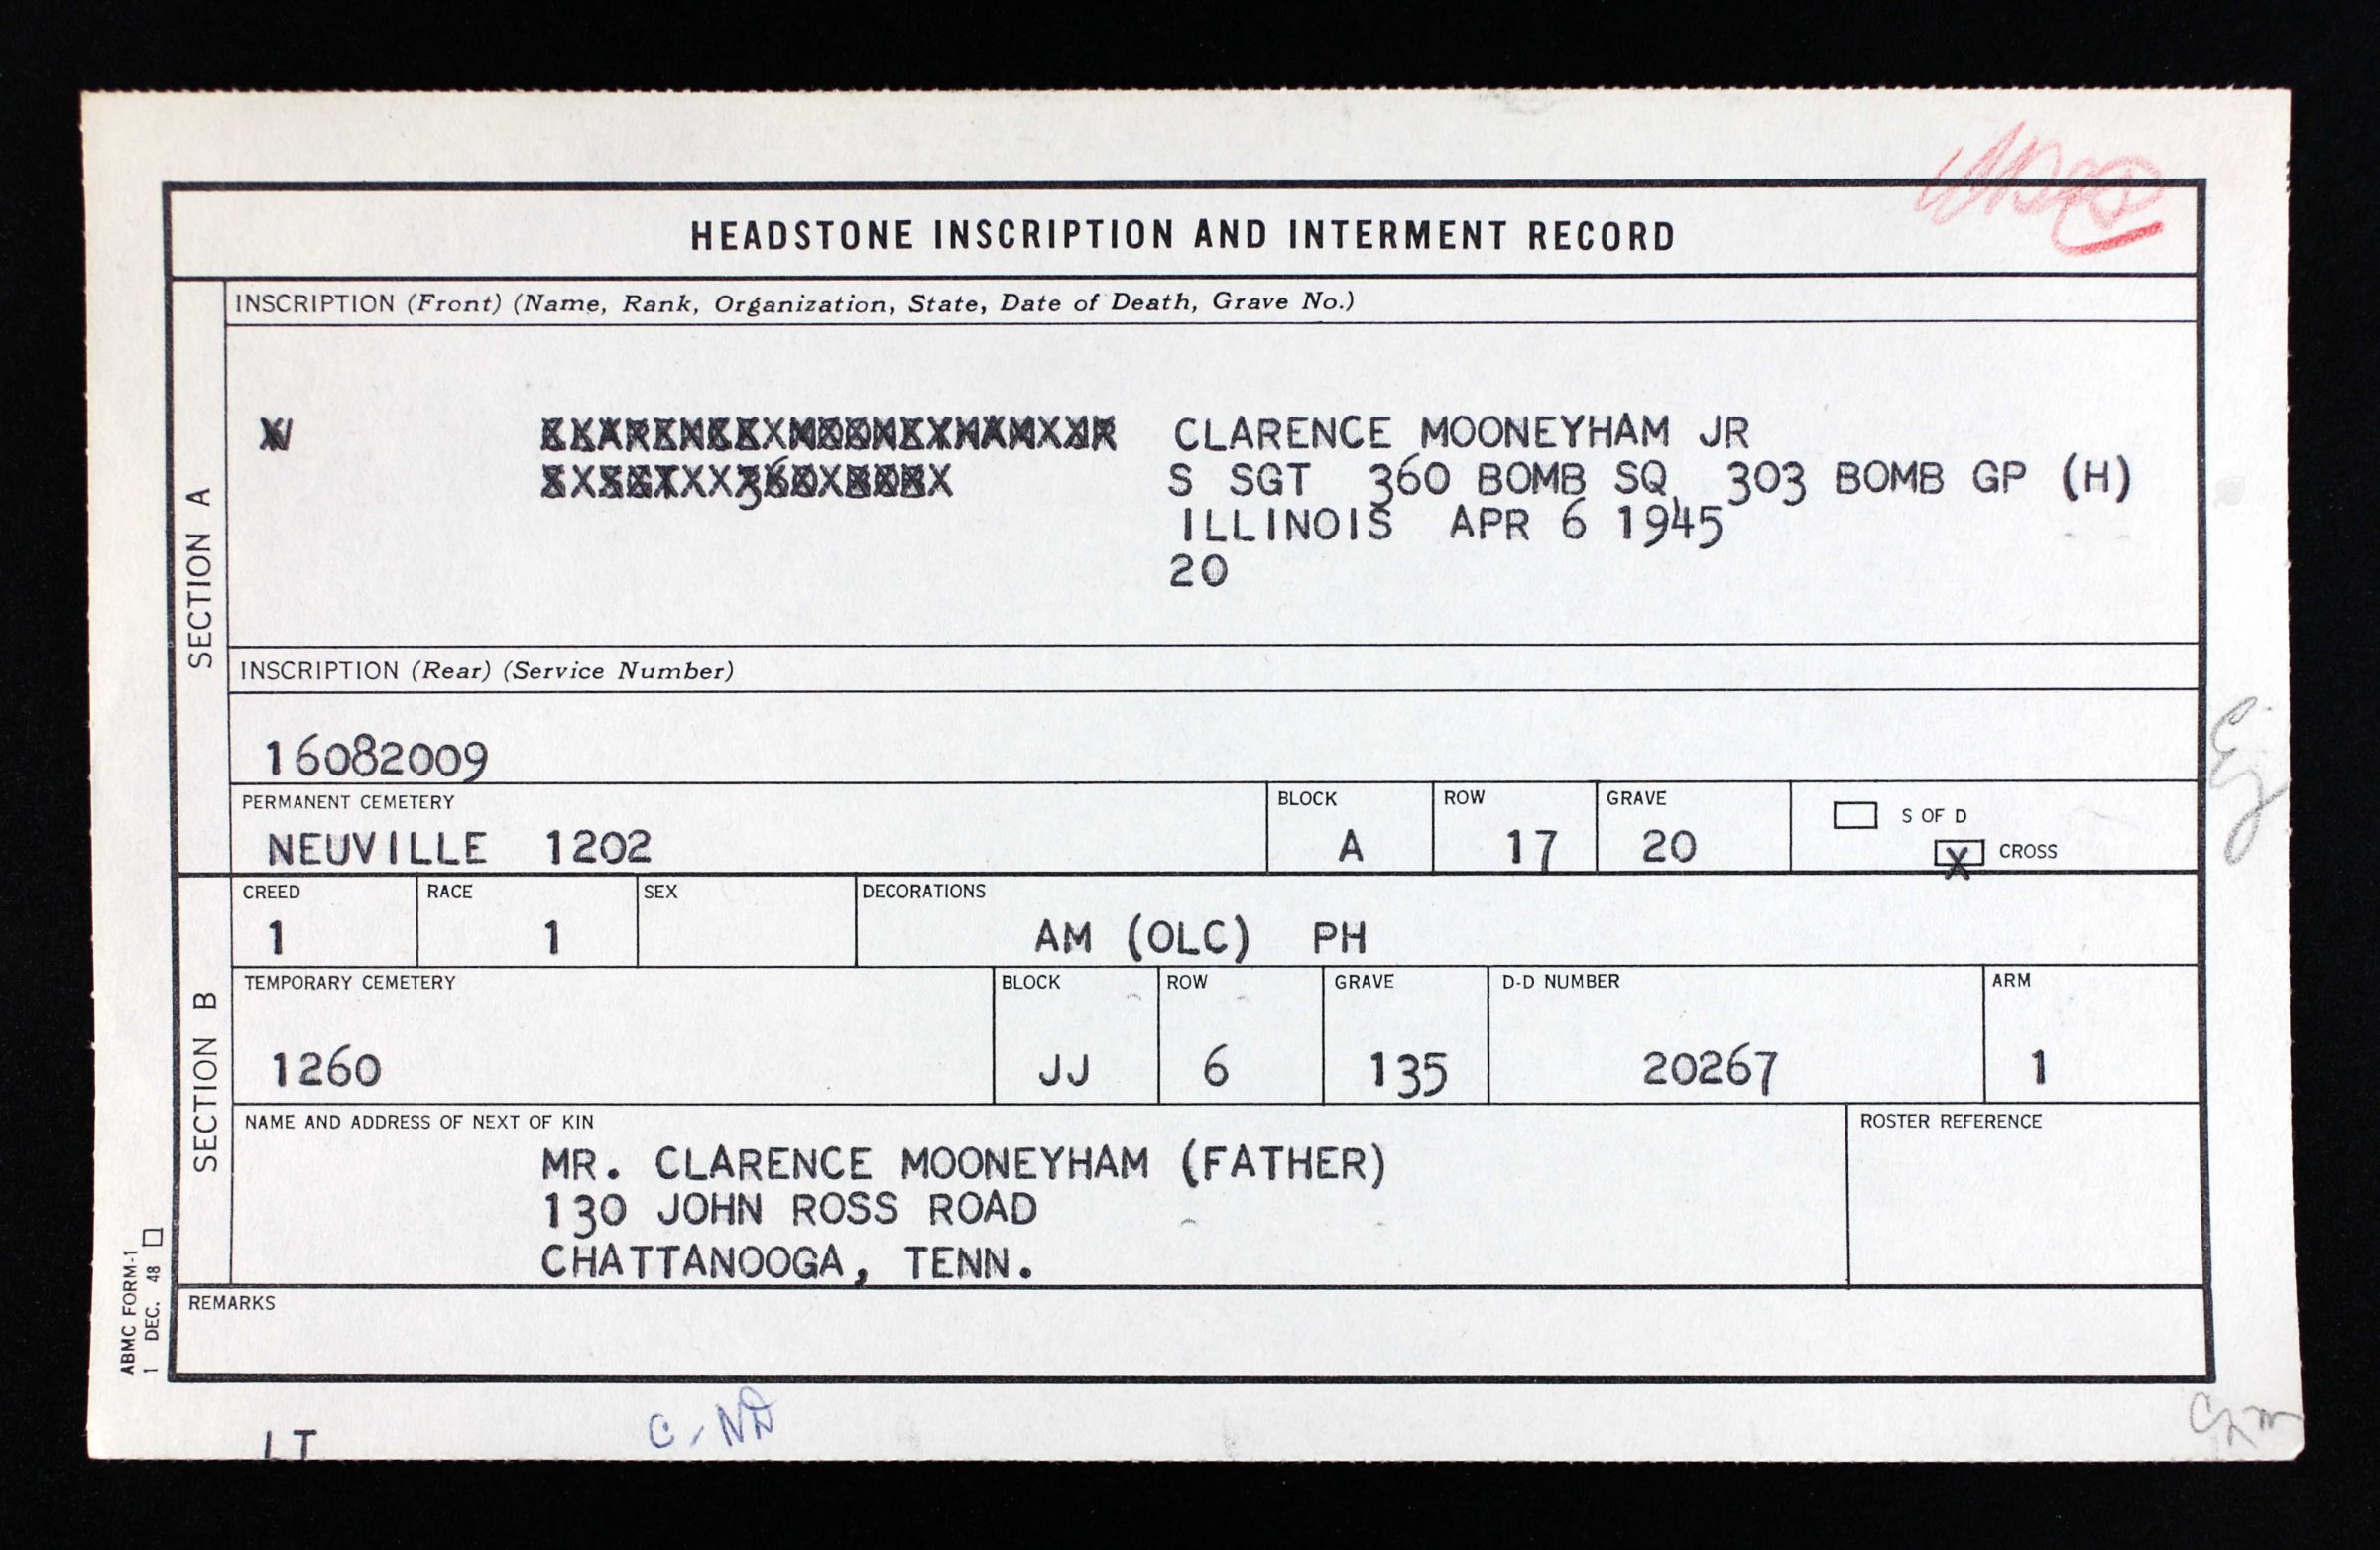 HEADSTONE INSCRIPTION AND INTERMENT RECORD
SECTION A
INSCRIPTION (Front) (Name, Rank, Organization, State, Date of Death, Grave No.)
CLARENCE MOONEYHAM JR
S SGT 360 BOMB SQ 303 BOMB GP (H)
ILLINOIS APR 6 1945
20
INSCRIPTION (Rear) (Service Number)
16082009
PERMANENT CEMETERY BLOCK ROW GRAVE S OF D
NEUVILLE 1202 A 17 20 X CROSS
SECTION B
CREED RACE SEX DECORATIONS
1 1 AM (OLC) PH
TEMPORARY CEMETERY BLOCK ROW GRAVE D-D NUMBER ARM
1260 JJ 6 135 20267 1
NAME AND ADDRESS OF NEXT OF KIN ROSTER REFERENCE
MR. CLARENCE MOONEYHAM (FATHER)
130 JOHN ROSS ROAD
CHATTANOOGA, TENN.
REMARKS
ABMC FORM-1
1 DEC. 48